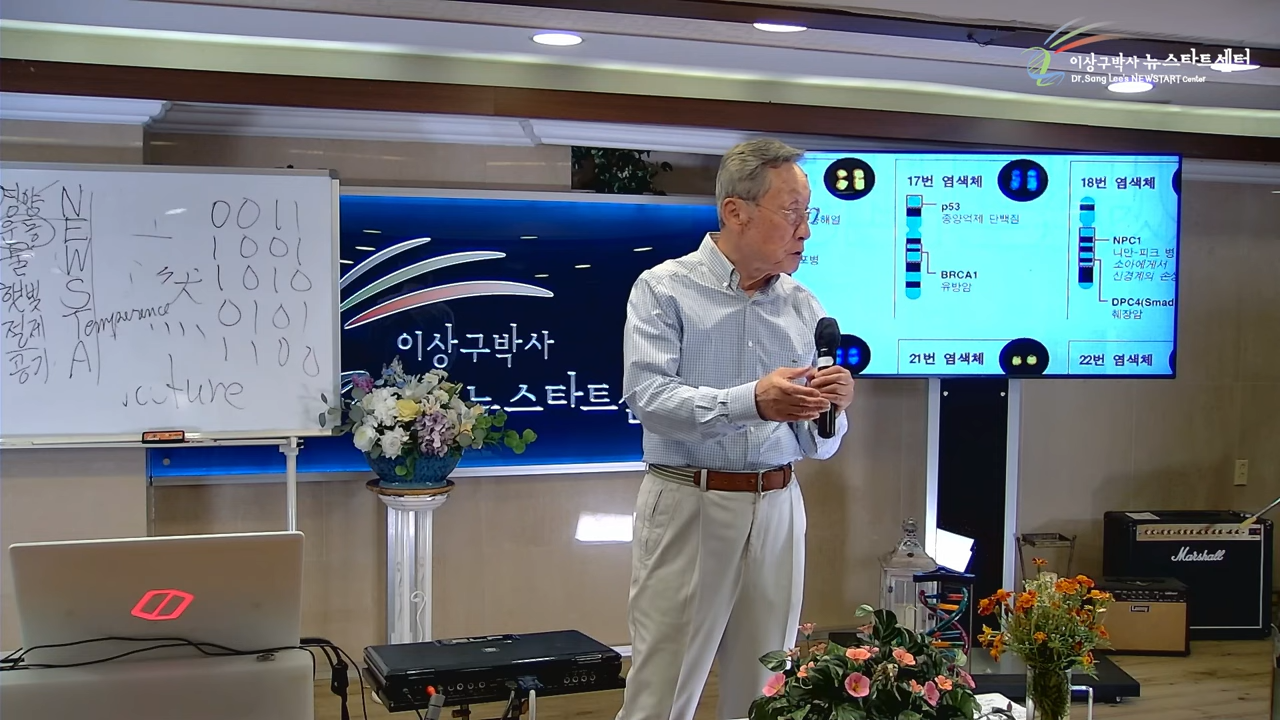 이상구박사 뉴스타트센터
Dr. Sang Lee's NEWSTART Center
영양 N
운동 E
물 W
햇빛 S
절제 Temperance
공기 A
0011
1001
1010
0101
1100
이상구박사
뉴스타트
17번 염색체
p53
종양억제 단백질
BRCA1
유방암
18번 염색체
NPC1
니만-피크 병
소아에게서
신경계의 손상
DPC4(Smad
췌장암
21번 염색체
22번 염색체
Marshall
Laney